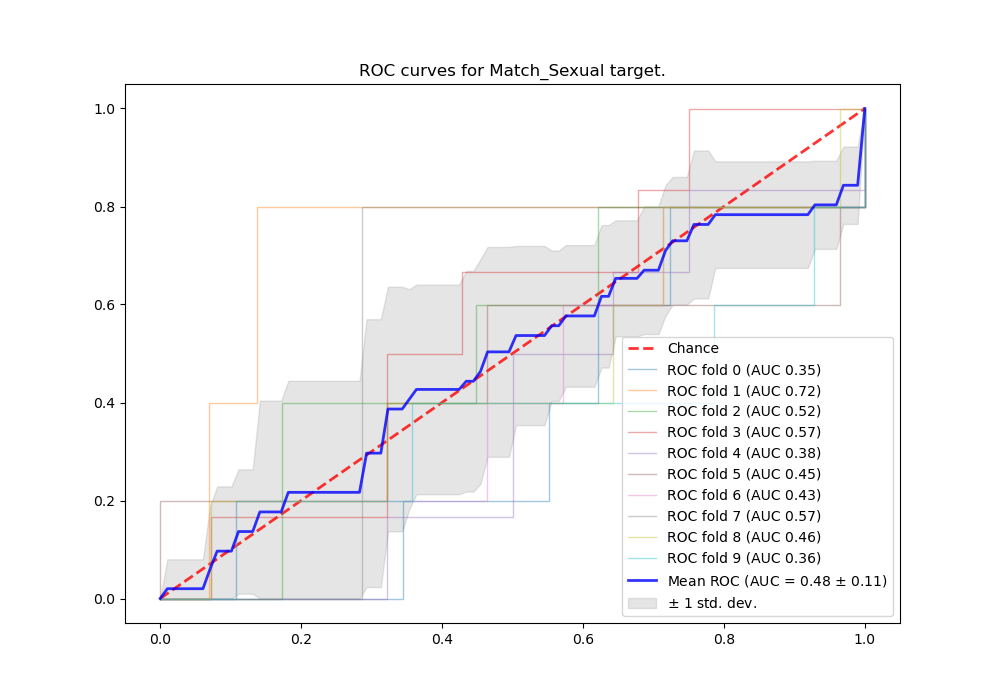 ROC curves for Match_Sexual target.
1.0
0.8
0.6
0.4
0.2
0.0
0.0 0.2 0.4 0.6 0.8 1.0
Chance
ROC fold 0 (AUC 0.35)
ROC fold 1 (AUC 0.72)
ROC fold 2 (AUC 0.52)
ROC fold 3 (AUC 0.57)
ROC fold 4 (AUC 0.38)
ROC fold 5 (AUC 0.45)
ROC fold 6 (AUC 0.43)
ROC fold 7 (AUC 0.57)
ROC fold 8 (AUC 0.46)
ROC fold 9 (AUC 0.36)
Mean ROC (AUC = 0.48 ± 0.11)
± 1 std. dev.